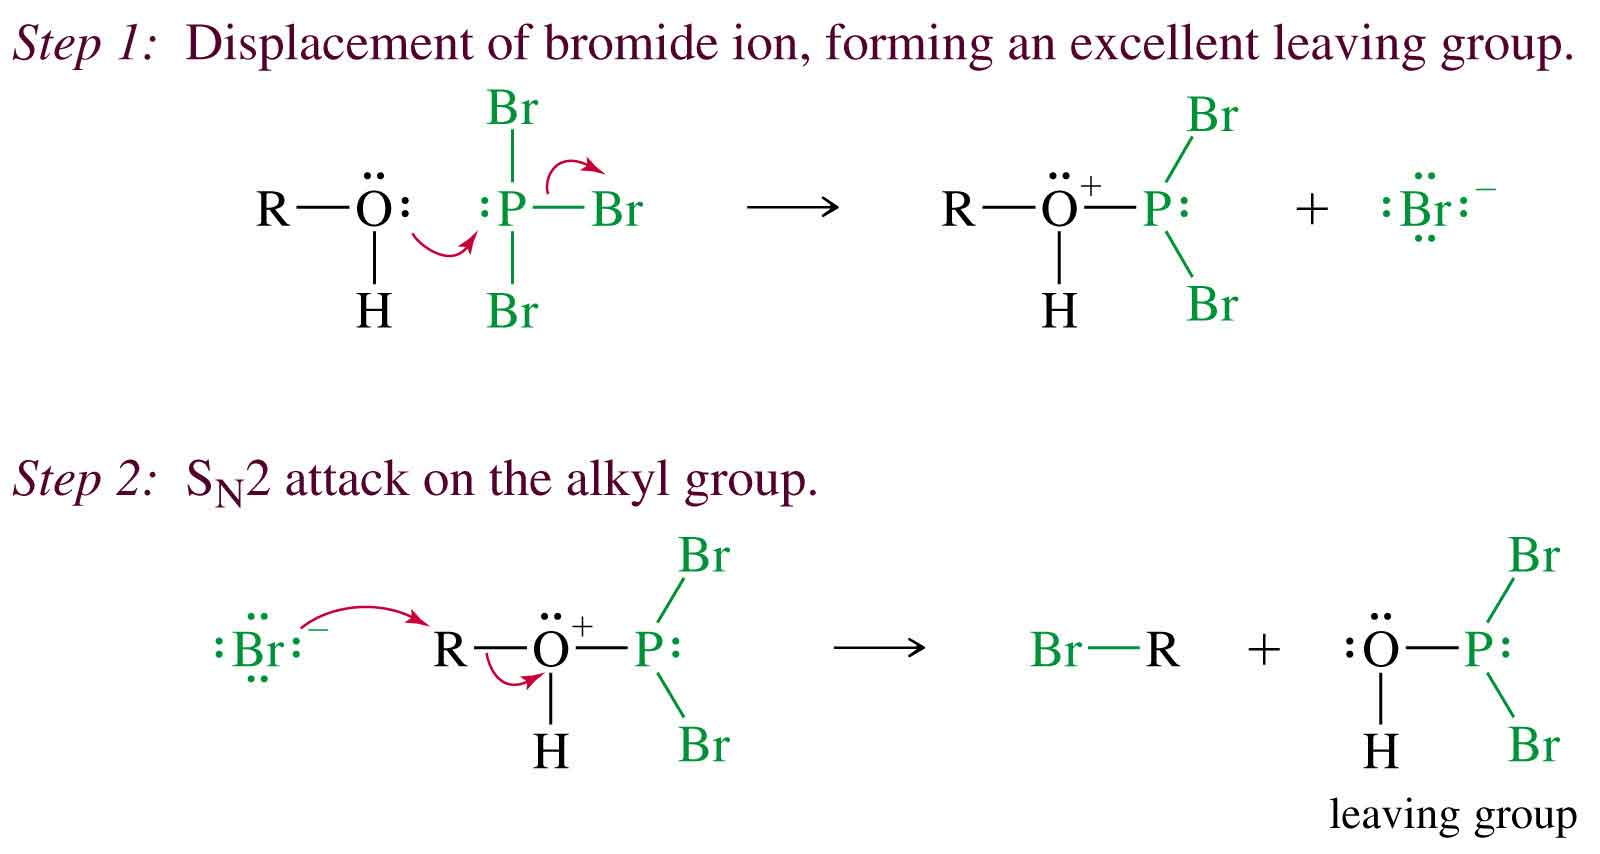 Step 1: Displacement of bromide ion, forming an excellent leaving group.
Br Br
R—Ö: :P—Br ⟶ R—Ö⁺—P: + :Br:⁻
H Br H Br
Step 2: S_N2 attack on the alkyl group.
Br Br
:Br:⁻ R—Ö⁺—P: ⟶ Br—R + :Ö—P:
H Br H Br
leaving group